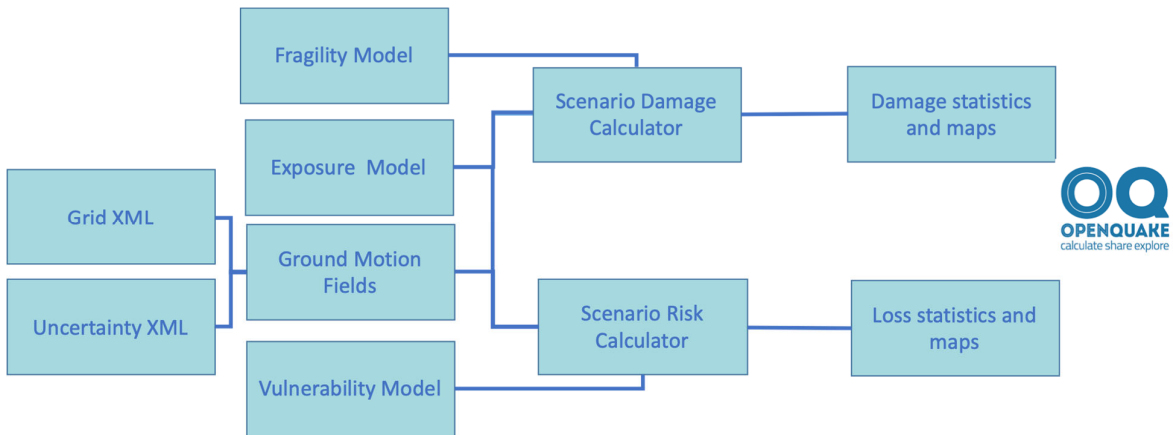 Fragility Model
Scenario Damage
Calculator
Damage statistics
and maps
Exposure  Model
Grid XML
Ground Motion
Fields
Uncertainty XML
Scenario Risk
Calculator
Loss statistics and
maps
Vulnerability Model
OQ
OPENQUAKE
calculate share explore